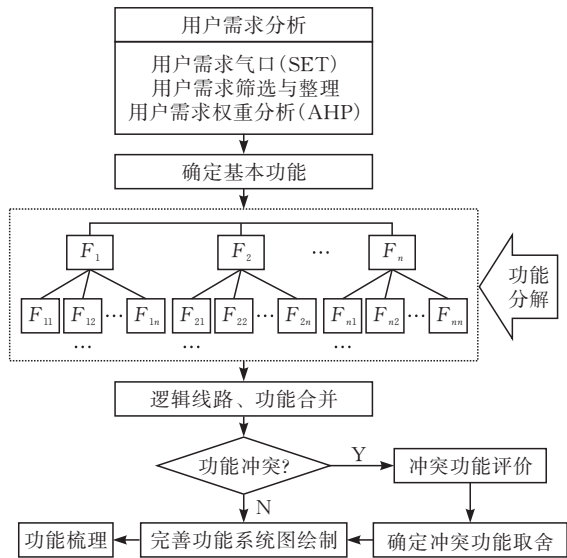 用户需求分析
用户需求气口(SET)
用户需求筛选与整理
用户需求权重分析(AHP)
确定基本功能
F₁ F₂ … Fₙ
功能
分解
F₁₁ F₁₂ … F₁ₙ F₂₁ F₂₂ … F₂ₙ Fₙ₁ Fₙ₂ … Fₙₙ
… … …
逻辑线路、功能合并
功能冲突?
Y
冲突功能评价
N
功能梳理
完善功能系统图绘制
确定冲突功能取舍